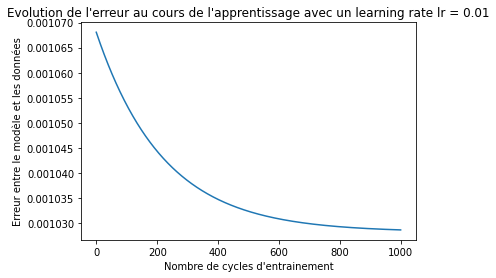 Evolution de l'erreur au cours de l'apprentissage avec un learning rate lr = 0.01
0.001070
0.001065
0.001060
0.001055
0.001050
0.001045
0.001040
0.001035
0.001030
Erreur entre le modèle et les données
0 200 400 600 800 1000
Nombre de cycles d'entrainement